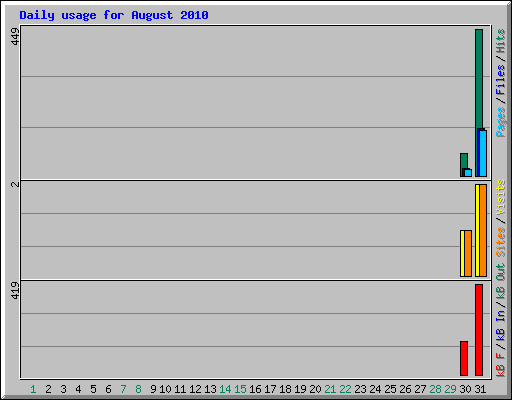 Daily usage for August 2010
449
Pages/Files/Hits
2
Sites/Visits
419
kB F/kB In/kB Out
1 2 3 4 5 6 7 8 9 10 11 12 13 14 15 16 17 18 19 20 21 22 23 24 25 26 27 28 29 30 31